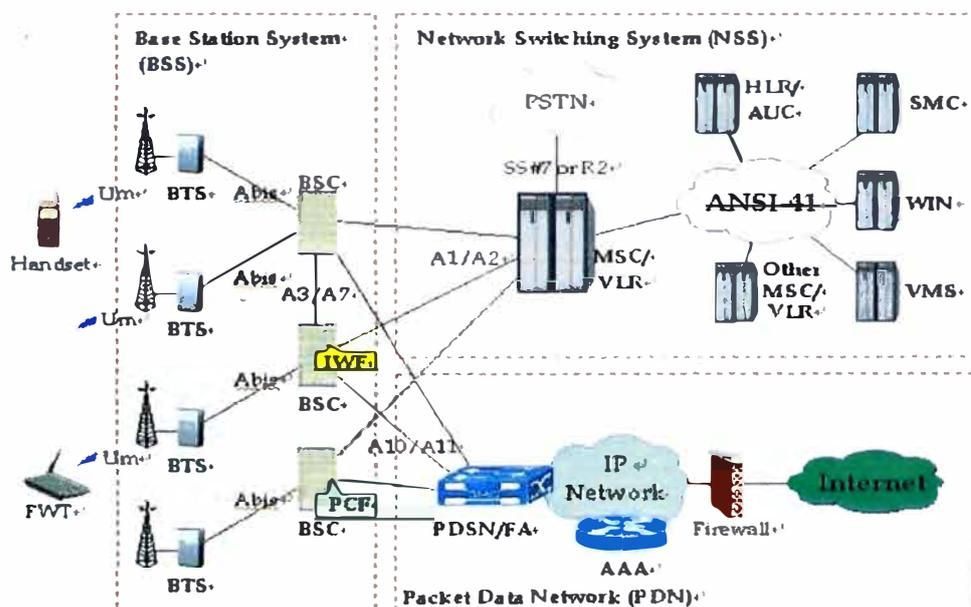 Base Station System
(BSS)
Network Switching System (NSS)
PSTN
HLR/
AUC
SMC
SS#7 or R2
Um
BTS
Abis
BSC
ANSI-41
WIN
Handset
A1/A2
MSC/
VLR
Abis
A3/A7
Other
MSC/
VLR
VMS
Um
BTS
IWF
Abis
BSC
A10/A11
Um
BTS
IP
Network
Internet
FWT
Abis
PCF
BSC
PDSN/FA
Firewall
AAA
BTS
Packet Data Network (PDN)